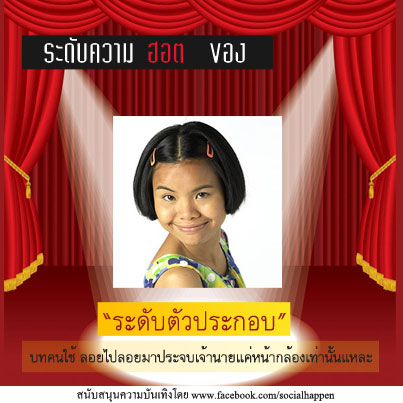 ระดับความ ฮอต ของ
“ระดับตัวประกอบ”
บทคนใช้ ลอยไปลอยมาประจบเจ้านายแค่หน้ากล้องเท่านั้นแหละ
สนับสนุนความบันเทิงโดย www.facebook.com/socialhappen